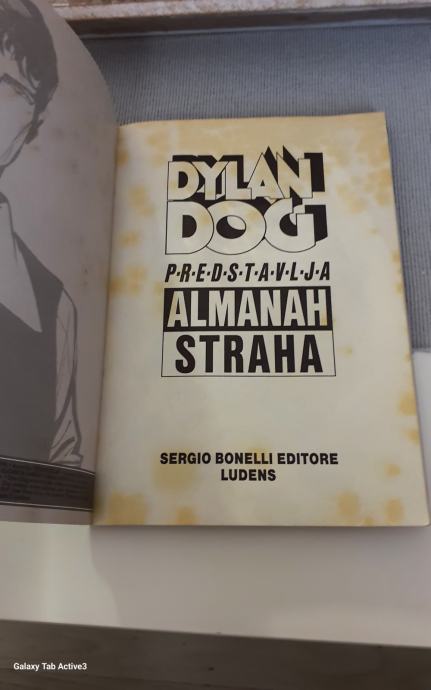 DYLAN
DOG
P·R·E·D·S·T·A·V·L·J·A
ALMANAH
STRAHA
SERGIO BONELLI EDITORE
LUDENS
Galaxy Tab Active3